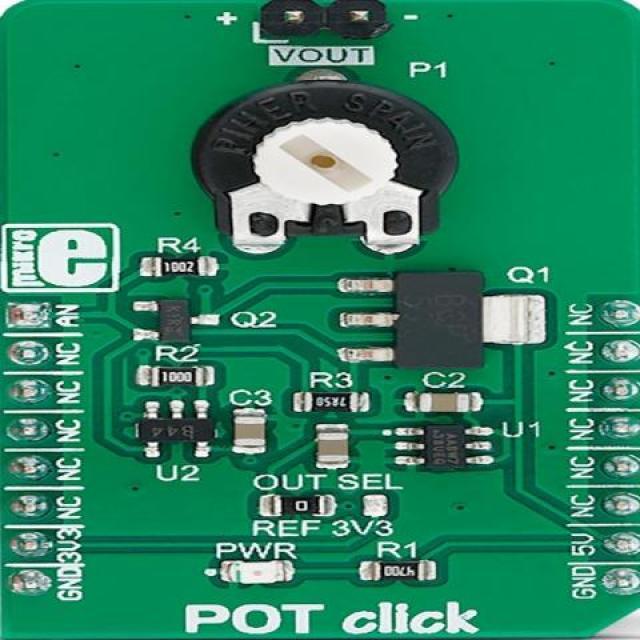 + -
VOUT
P1
PIHER SPAIN
mikro e
R4
1002
Q1
AN
Q2
NC
R2
1000
R3
7R50
C2
C3
U1
B44
U2
NC
NC
NC
NC
NC
NC
NC
NC
NC
NC
OUT SEL
0
REF 3V3
3V3
5V
PWR
R1
4700
GND
GND
POT click